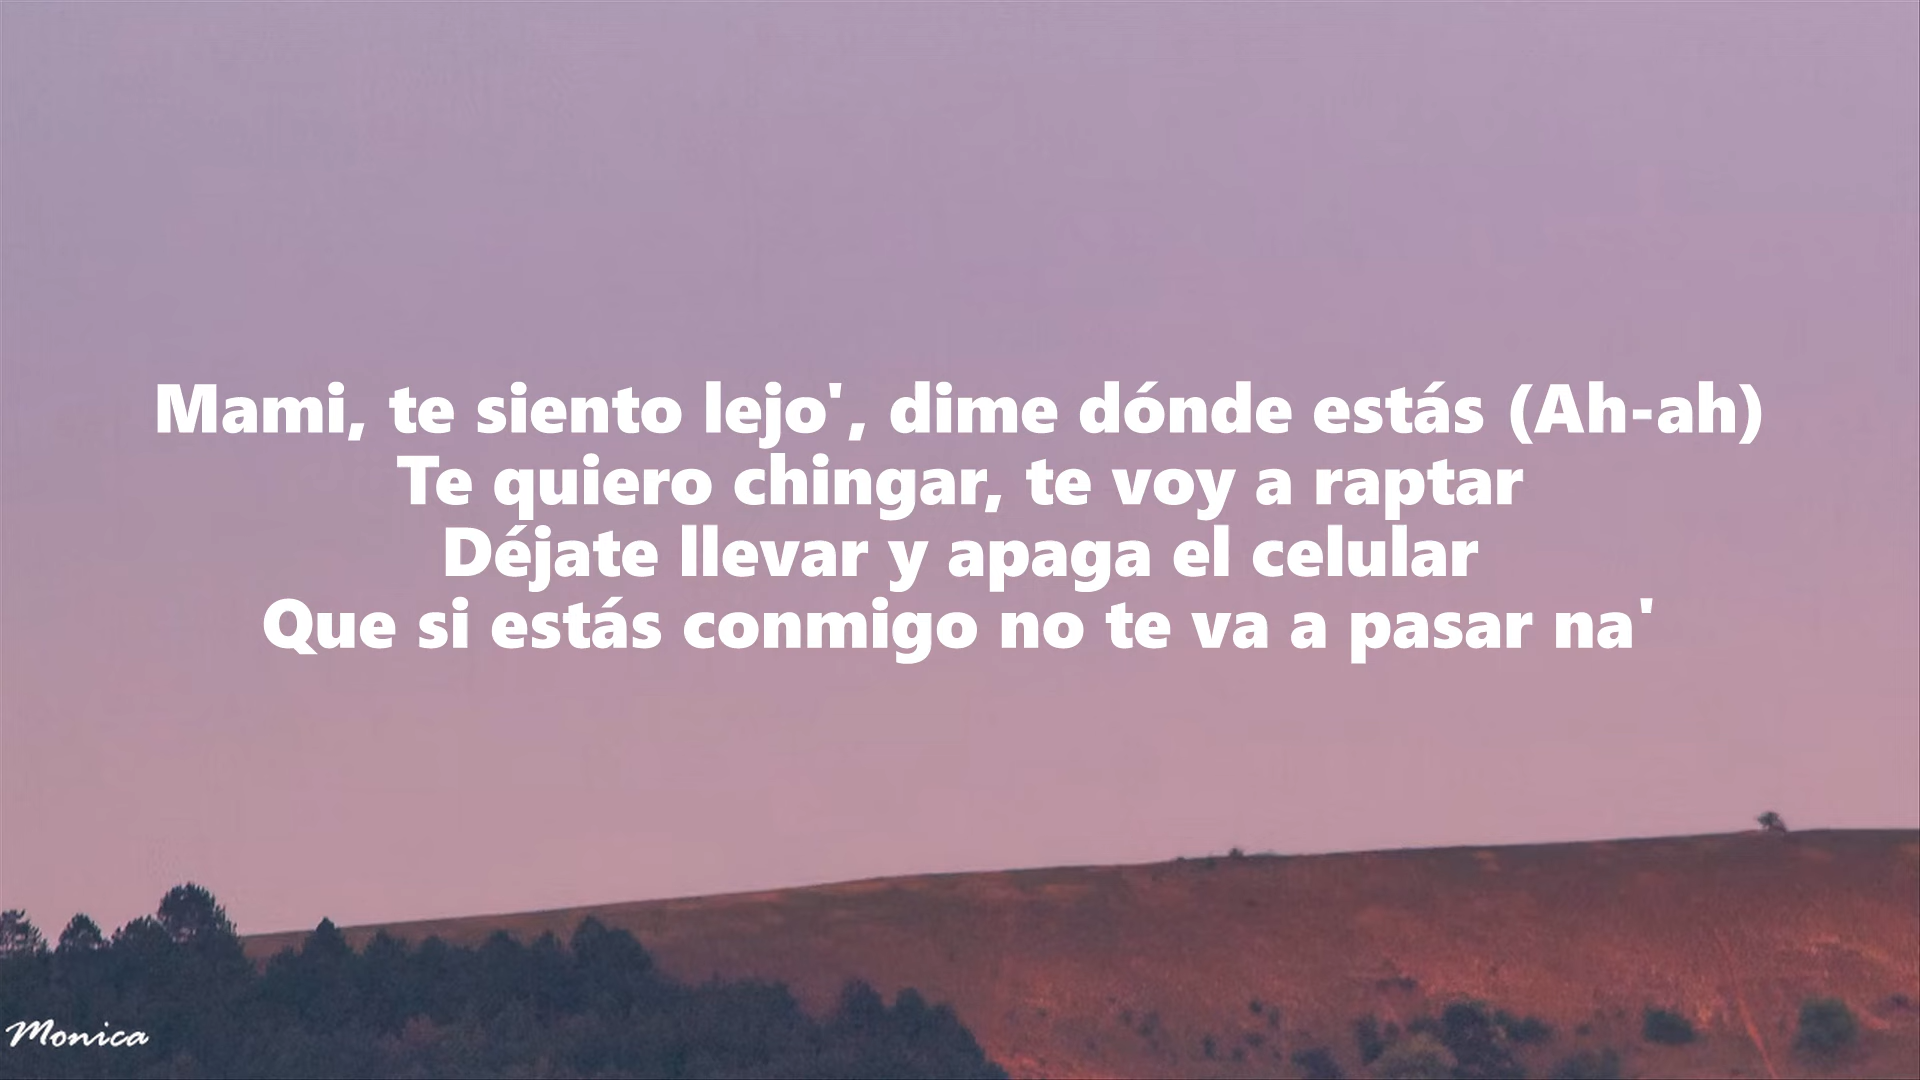 Mami, te siento lejo', dime dónde estás (Ah-ah)
Te quiero chingar, te voy a raptar
Déjate llevar y apaga el celular
Que si estás conmigo no te va a pasar na'
Monica